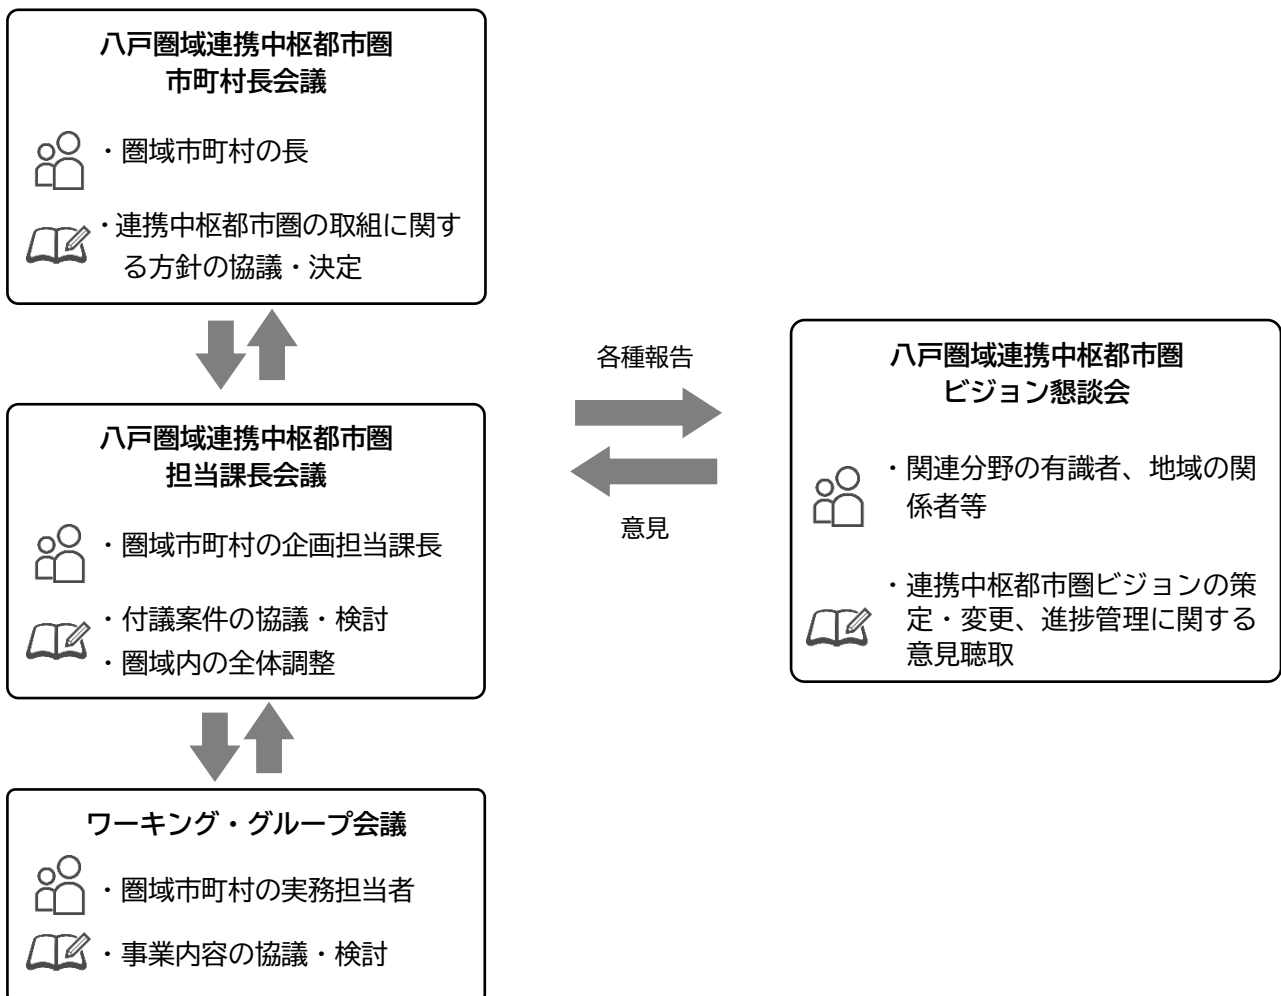 八戸圏域連携中枢都市圏
市町村長会議
・圏域市町村の長
・連携中枢都市圏の取組に関す
る方針の協議・決定
八戸圏域連携中枢都市圏
担当課長会議
・圏域市町村の企画担当課長
・付議案件の協議・検討
・圏域内の全体調整
ワーキング・グループ会議
・圏域市町村の実務担当者
・事業内容の協議・検討
各種報告
意見
八戸圏域連携中枢都市圏
ビジョン懇談会
・関連分野の有識者、地域の関
係者等
・連携中枢都市圏ビジョンの策
定・変更、進捗管理に関する
意見聴取